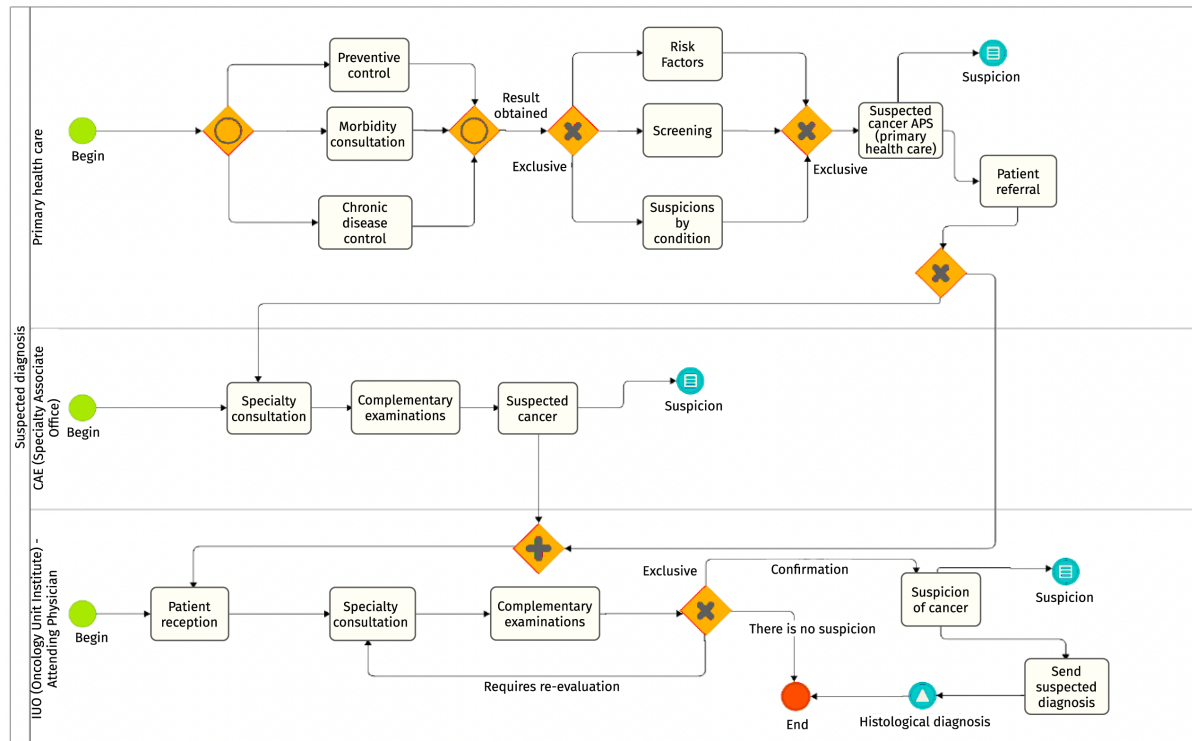 Suspected diagnosis
Primary health care
Begin
Preventive
control
Morbidity
consultation
Chronic
disease
control
Result
obtained
Exclusive
Risk
Factors
Screening
Suspicions
by
condition
Exclusive
Suspected
cancer APS
(primary
health care)
Suspicion
Patient
referral
CAE (Specialty Associate
Office)
Begin
Specialty
consultation
Complementary
examinations
Suspected
cancer
Suspicion
IUO (Oncology Unit Institute) -
Attending Physician
Begin
Patient
reception
Specialty
consultation
Complementary
examinations
Exclusive
Confirmation
There is no suspicion
Requires re-evaluation
Suspicion
of cancer
Suspicion
Send
suspected
diagnosis
Histological diagnosis
End